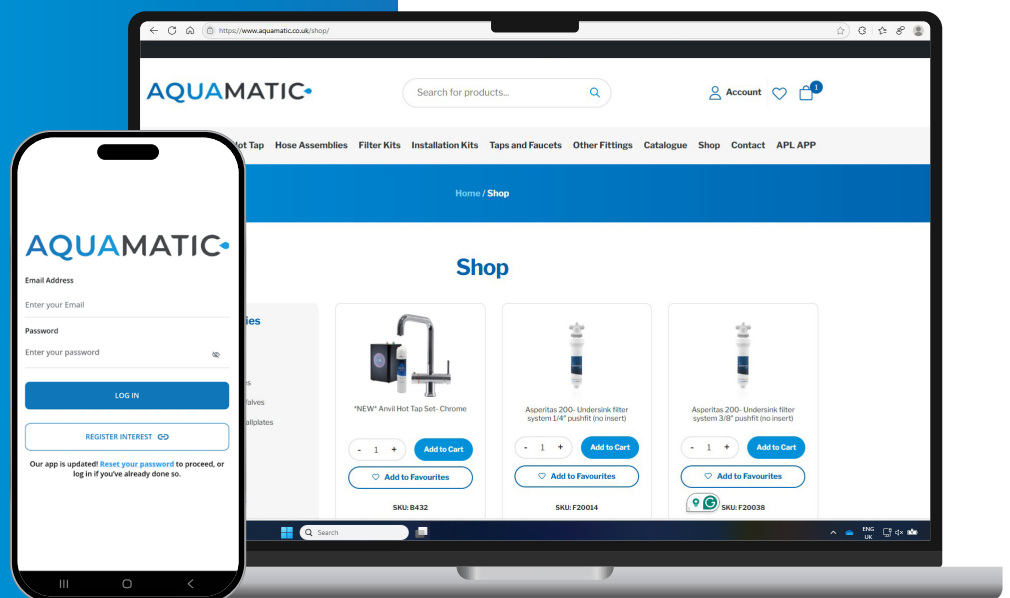 https://www.aquamatic.co.uk/shop/
AQUAMATIC
Search for products...
Account
1
Hot Tap Hose Assemblies Filter Kits Installation Kits Taps and Faucets Other Fittings Catalogue Shop Contact APL APP
Home / Shop
Shop
*NEW* Anvil Hot Tap Set- Chrome
- 1 +
Add to Cart
Add to Favourites
SKU: B432
Asperitas 200- Undersink filter
system 1/4" pushfit (no insert)
- 1 +
Add to Cart
Add to Favourites
SKU: F20014
Asperitas 200- Undersink filter
system 3/8" pushfit (no insert)
- 1 +
Add to Cart
Add to Favourites
SKU: F20038
Search
ENG
UK
AQUAMATIC
Email Address
Enter your Email
Password
Enter your password
LOG IN
REGISTER INTEREST
Our app is updated! Reset your password to proceed, or
log in if you've already done so.